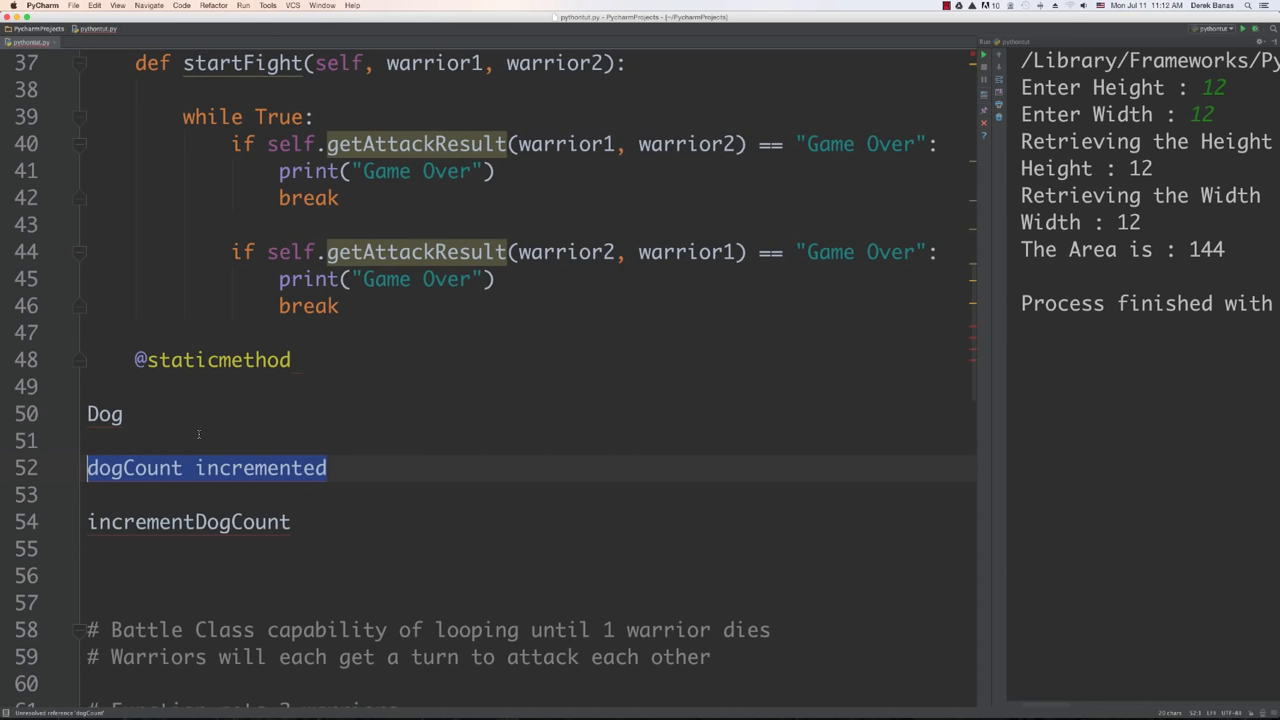 PyCharm File Edit View Navigate Code Refactor Run Tools VCS Window Help
10
Mon Jul 11 11:12 AM Derek Banas
pythontut.py - PycharmProjects - [~/PycharmProjects]
PycharmProjects pythontut.py
pythontut
pythontut.py
Run pythontut
37 def startFight(self, warrior1, warrior2):
38
39 while True:
40 if self.getAttackResult(warrior1, warrior2) == "Game Over":
41 print("Game Over")
42 break
43
44 if self.getAttackResult(warrior2, warrior1) == "Game Over":
45 print("Game Over")
46 break
47
48 @staticmethod
49
50 Dog
51
52 dogCount incremented
53
54 incrementDogCount
55
56
57
58 # Battle Class capability of looping until 1 warrior dies
59 # Warriors will each get a turn to attack each other
60
61 # Function gets 2 warriors
/Library/Frameworks/Py
Enter Height : 12
Enter Width : 12
Retrieving the Height
Height : 12
Retrieving the Width
Width : 12
The Area is : 144
Process finished with
Unresolved reference 'dogCount'
20 chars 52:1 LF‡ UTF-8‡